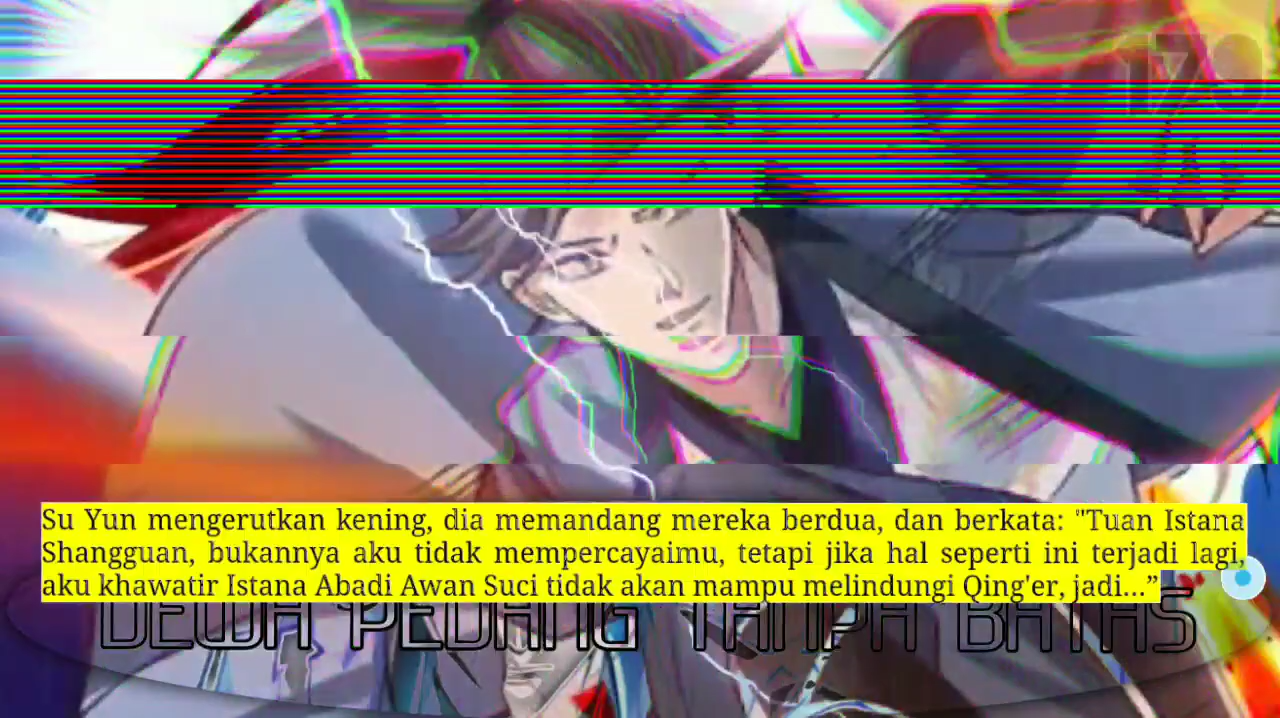 179
Su Yun mengerutkan kening, dia memandang mereka berdua, dan berkata: "Tuan Istana
Shangguan, bukannya aku tidak mempercayaimu, tetapi jika hal seperti ini terjadi lagi,
aku khawatir Istana Abadi Awan Suci tidak akan mampu melindungi Qing'er, jadi...”
DEWA PEDANG TANPA BATAS